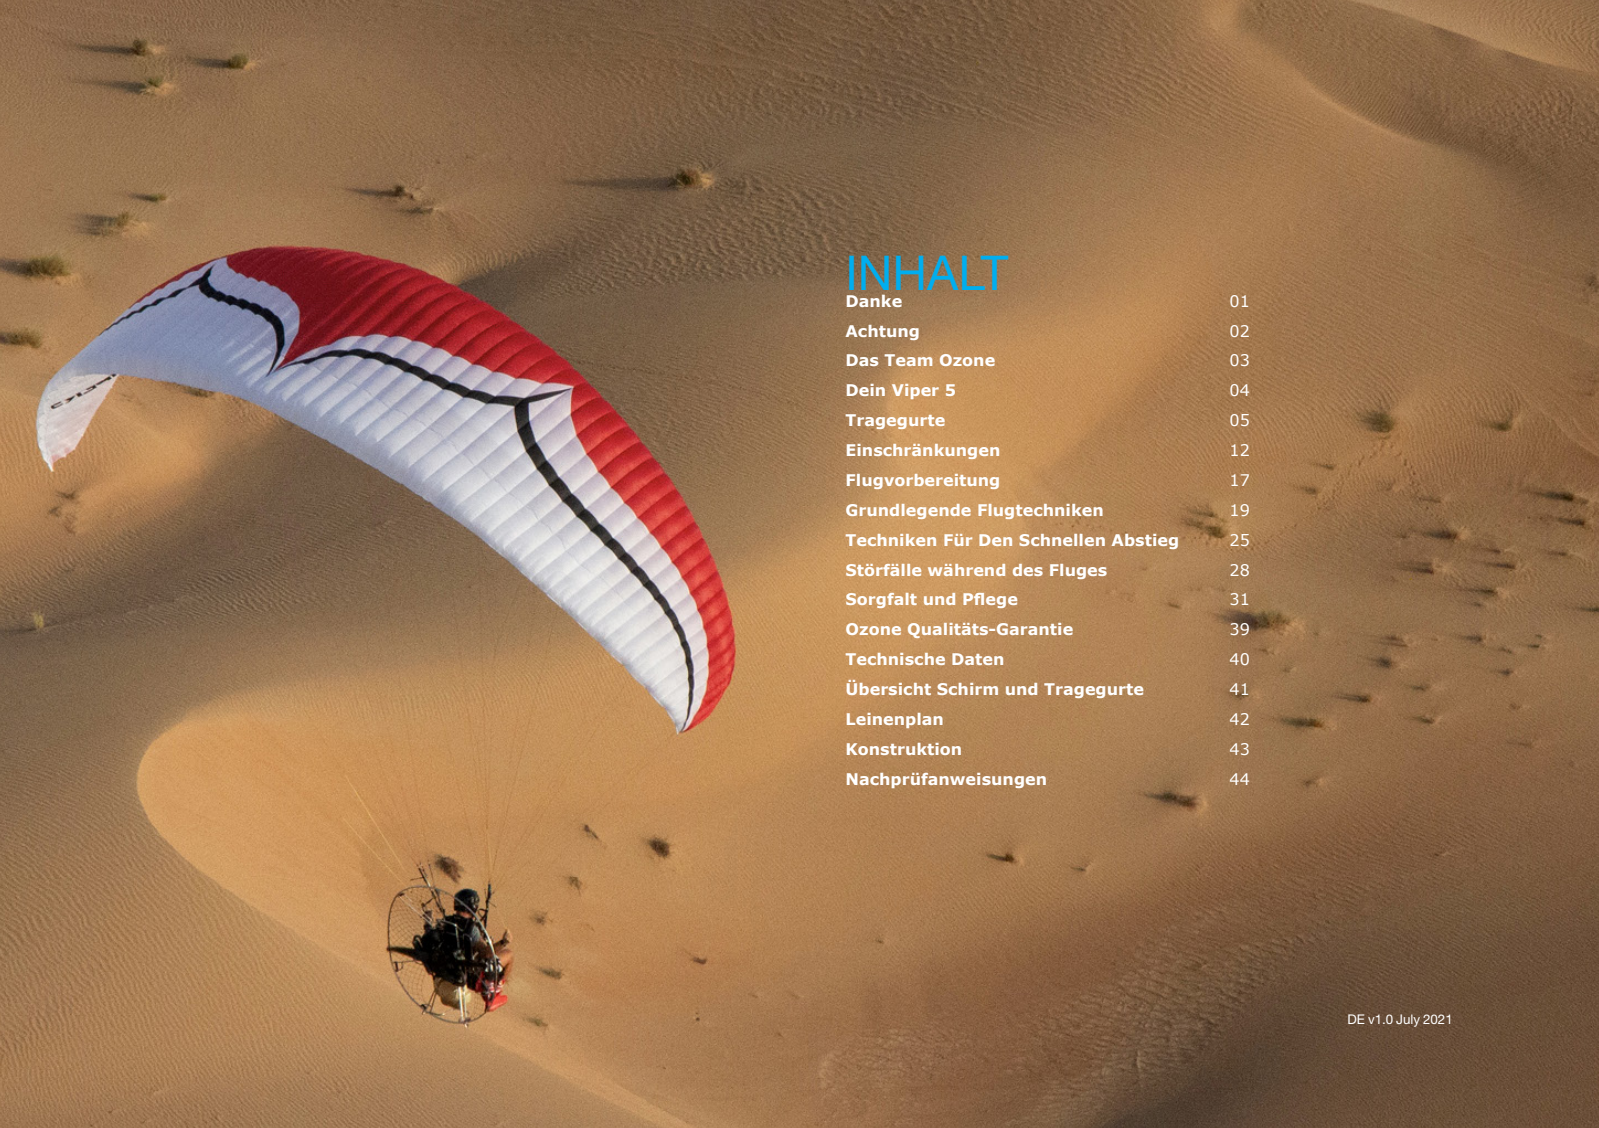 INHALT
Danke 01
Achtung 02
Das Team Ozone 03
Dein Viper 5 04
Tragegurte 05
Einschränkungen 12
Flugvorbereitung 17
Grundlegende Flugtechniken 19
Techniken Für Den Schnellen Abstieg 25
Störfälle während des Fluges 28
Sorgfalt und Pflege 31
Ozone Qualitäts-Garantie 39
Technische Daten 40
Übersicht Schirm und Tragegurte 41
Leinenplan 42
Konstruktion 43
Nachprüfanweisungen 44
DE v1.0 July 2021